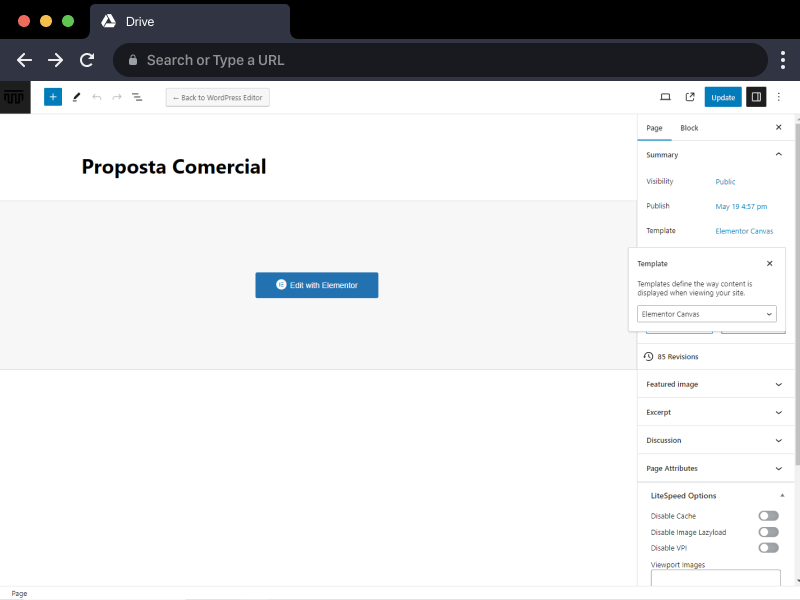 Drive
Search or Type a URL
← Back to WordPress Editor
Update
Page
Block
Proposta Comercial
Summary
Visibility
Public
Publish
May 19 4:57 pm
Template
Elementor Canvas
Template
Templates define the way content is
displayed when viewing your site.
Elementor Canvas
Edit with Elementor
85 Revisions
Featured image
Excerpt
Discussion
Page Attributes
LiteSpeed Options
Disable Cache
Disable Image Lazyload
Disable VPI
Viewport Images
Page